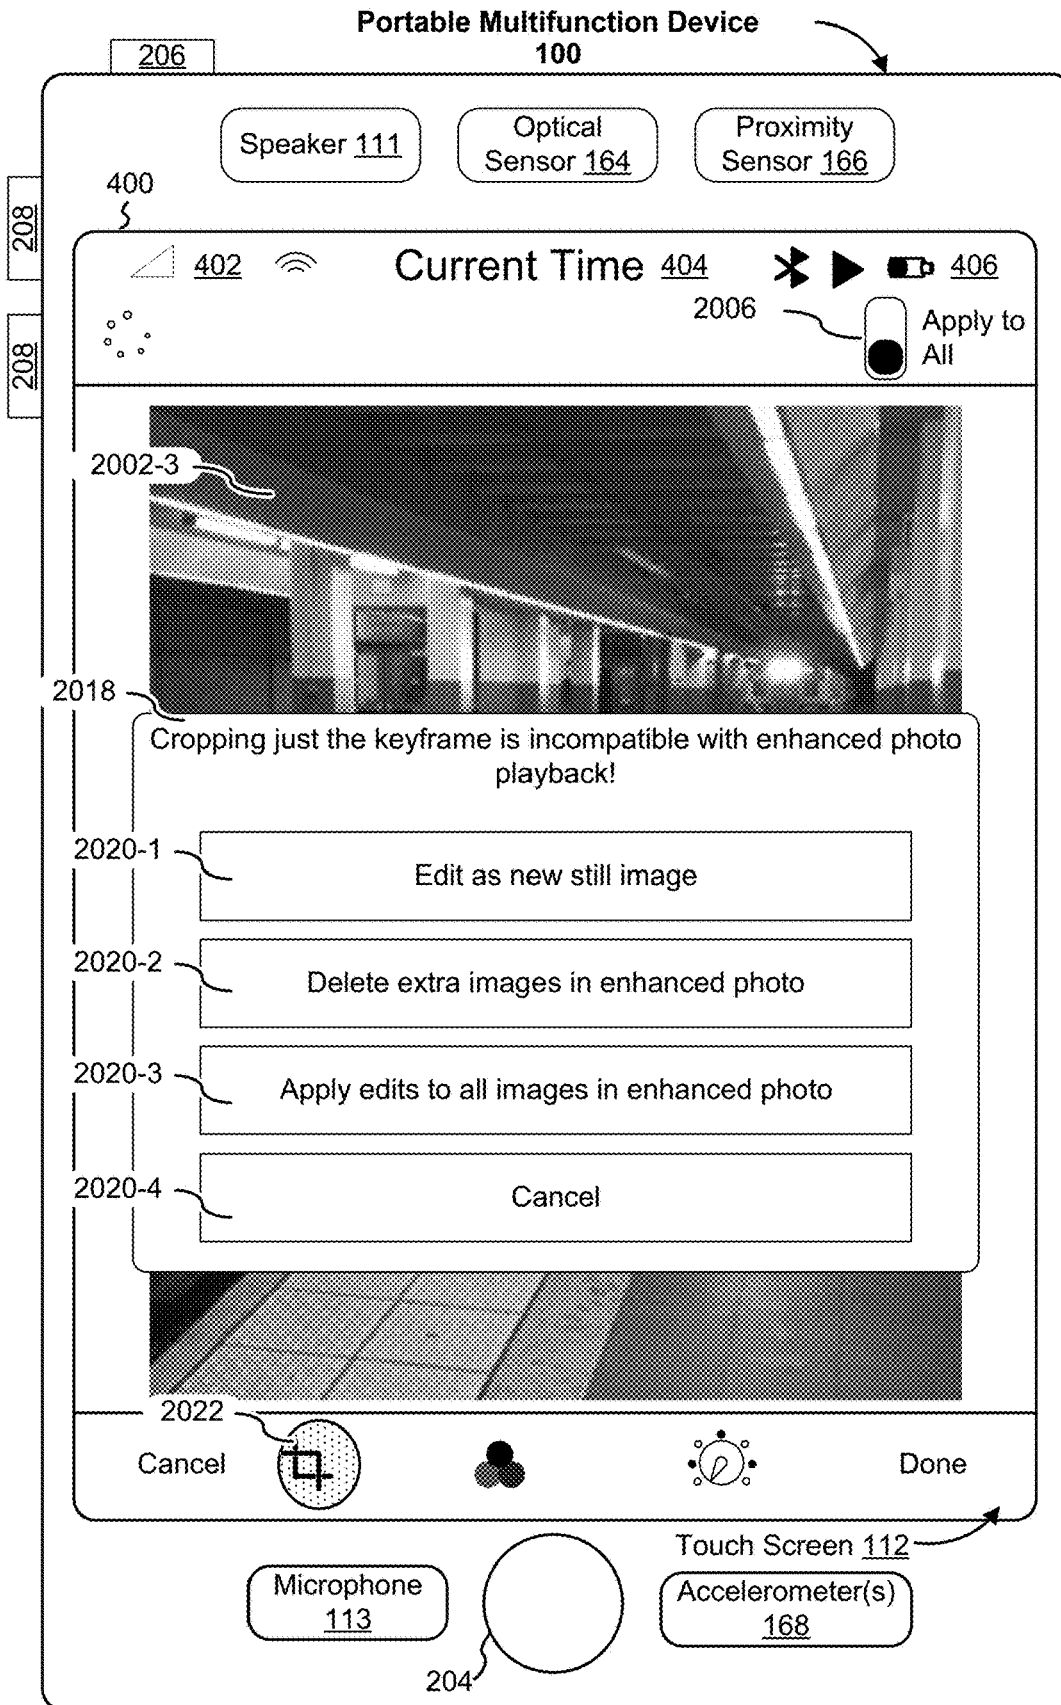 Portable Multifunction Device
100
206
Speaker 111
Optical
Sensor 164
Proximity
Sensor 166
208
400
402
Current Time 404
406
2006
Apply to
All
208
2002-3
2018
Cropping just the keyframe is incompatible with enhanced photo
playback!
2020-1
Edit as new still image
2020-2
Delete extra images in enhanced photo
2020-3
Apply edits to all images in enhanced photo
2020-4
Cancel
2022
Cancel
Done
Touch Screen 112
Microphone
113
Accelerometer(s)
168
204